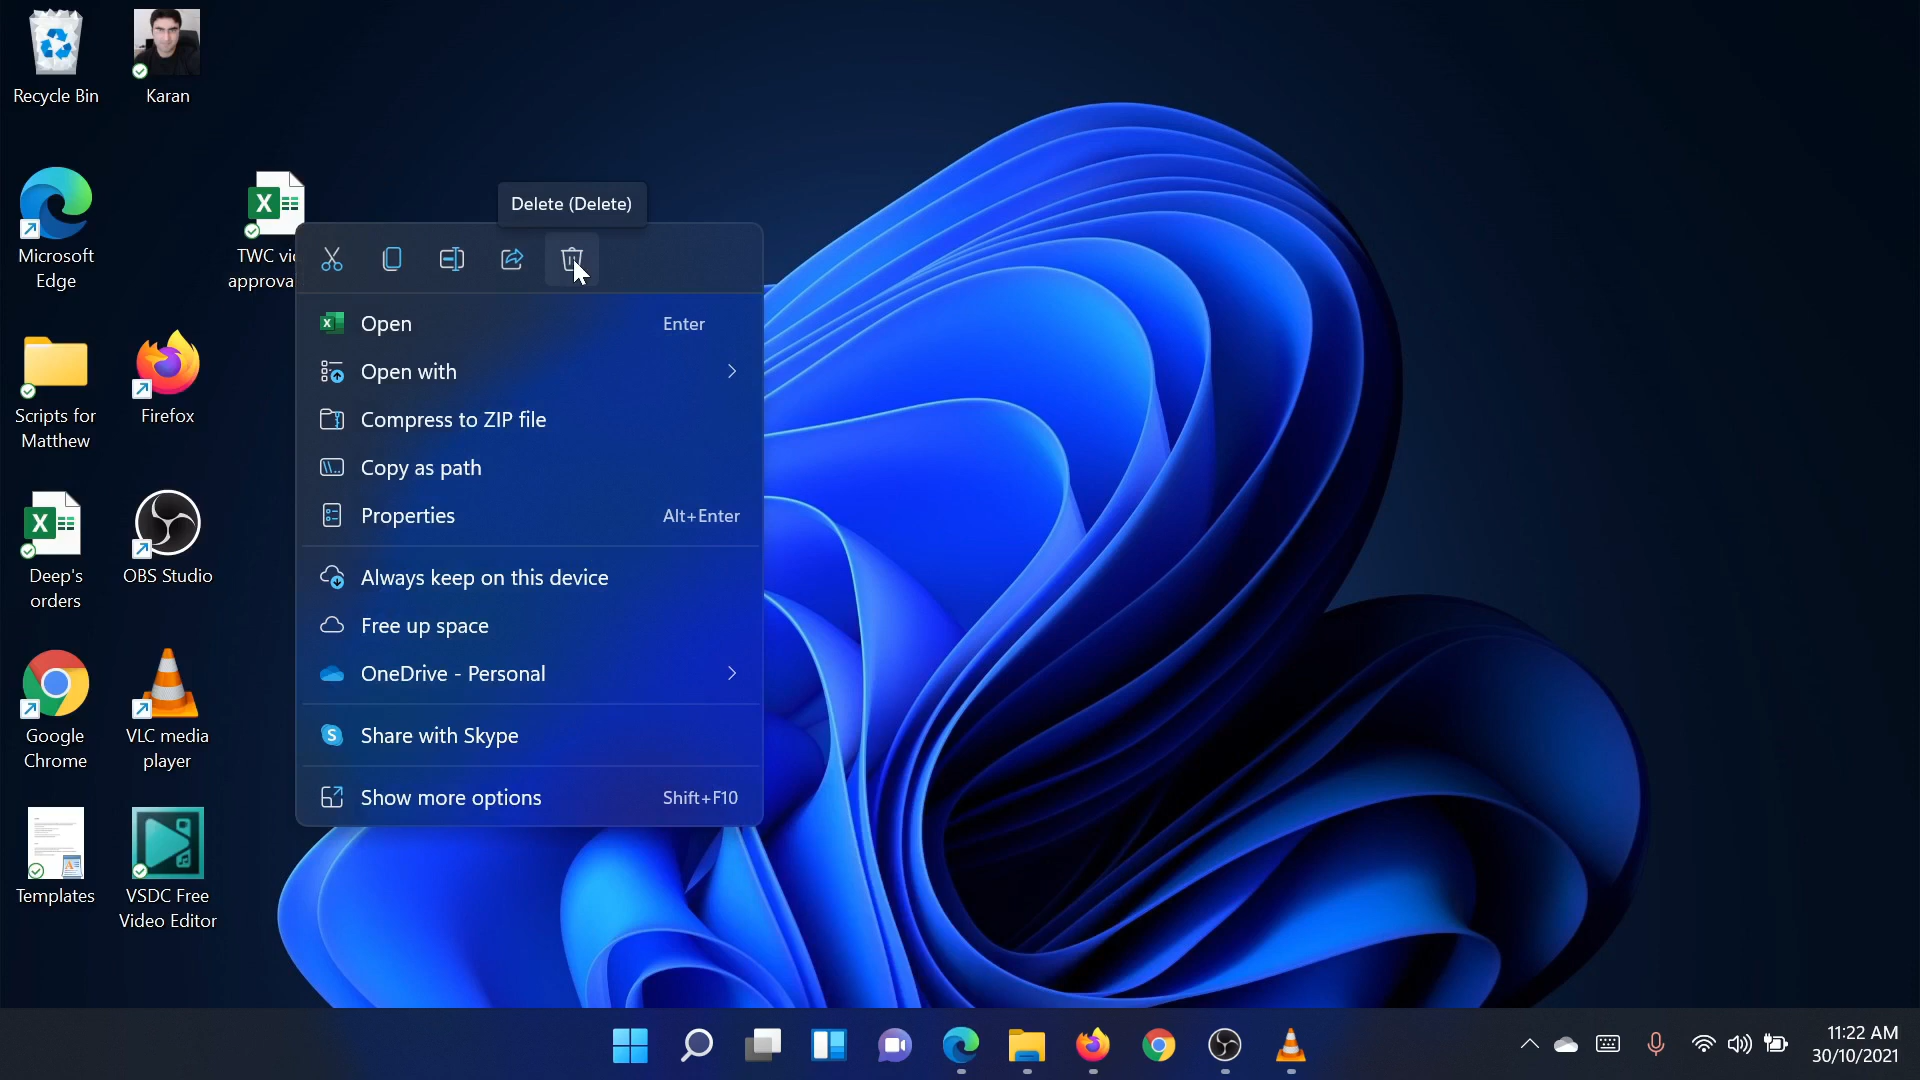 Recycle Bin
Karan
Microsoft
Edge
TWC vi
approva
Scripts for
Matthew
Firefox
Deep's
orders
OBS Studio
Google
Chrome
VLC media
player
Templates
VSDC Free
Video Editor
Delete (Delete)
Open Enter
Open with
Compress to ZIP file
Copy as path
Properties Alt+Enter
Always keep on this device
Free up space
OneDrive - Personal
Share with Skype
Show more options Shift+F10
11:22 AM
30/10/2021